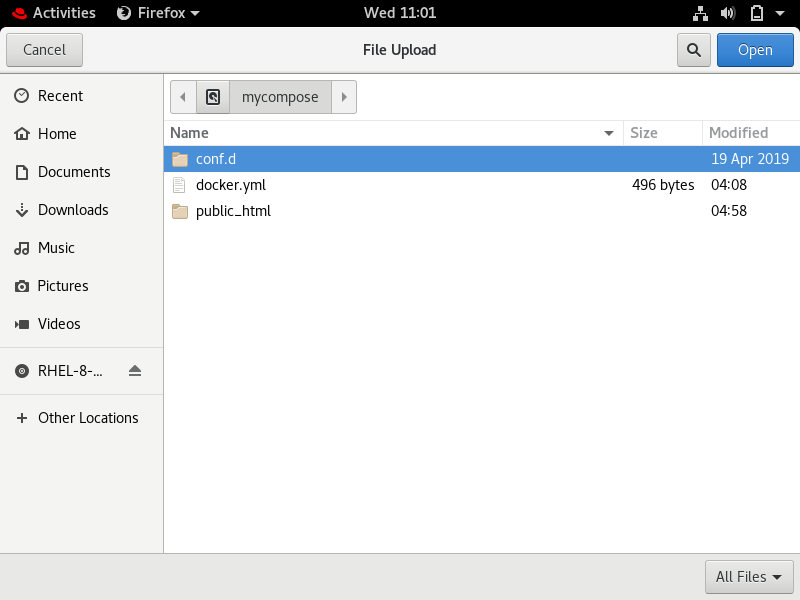 Activities Firefox Wed 11:01
Cancel File Upload Open
Recent mycompose
Home Name Size Modified
conf.d 19 Apr 2019
Documents docker.yml 496 bytes 04:08
Downloads public_html 04:58
Music
Pictures
Videos
RHEL-8-...
Other Locations
All Files